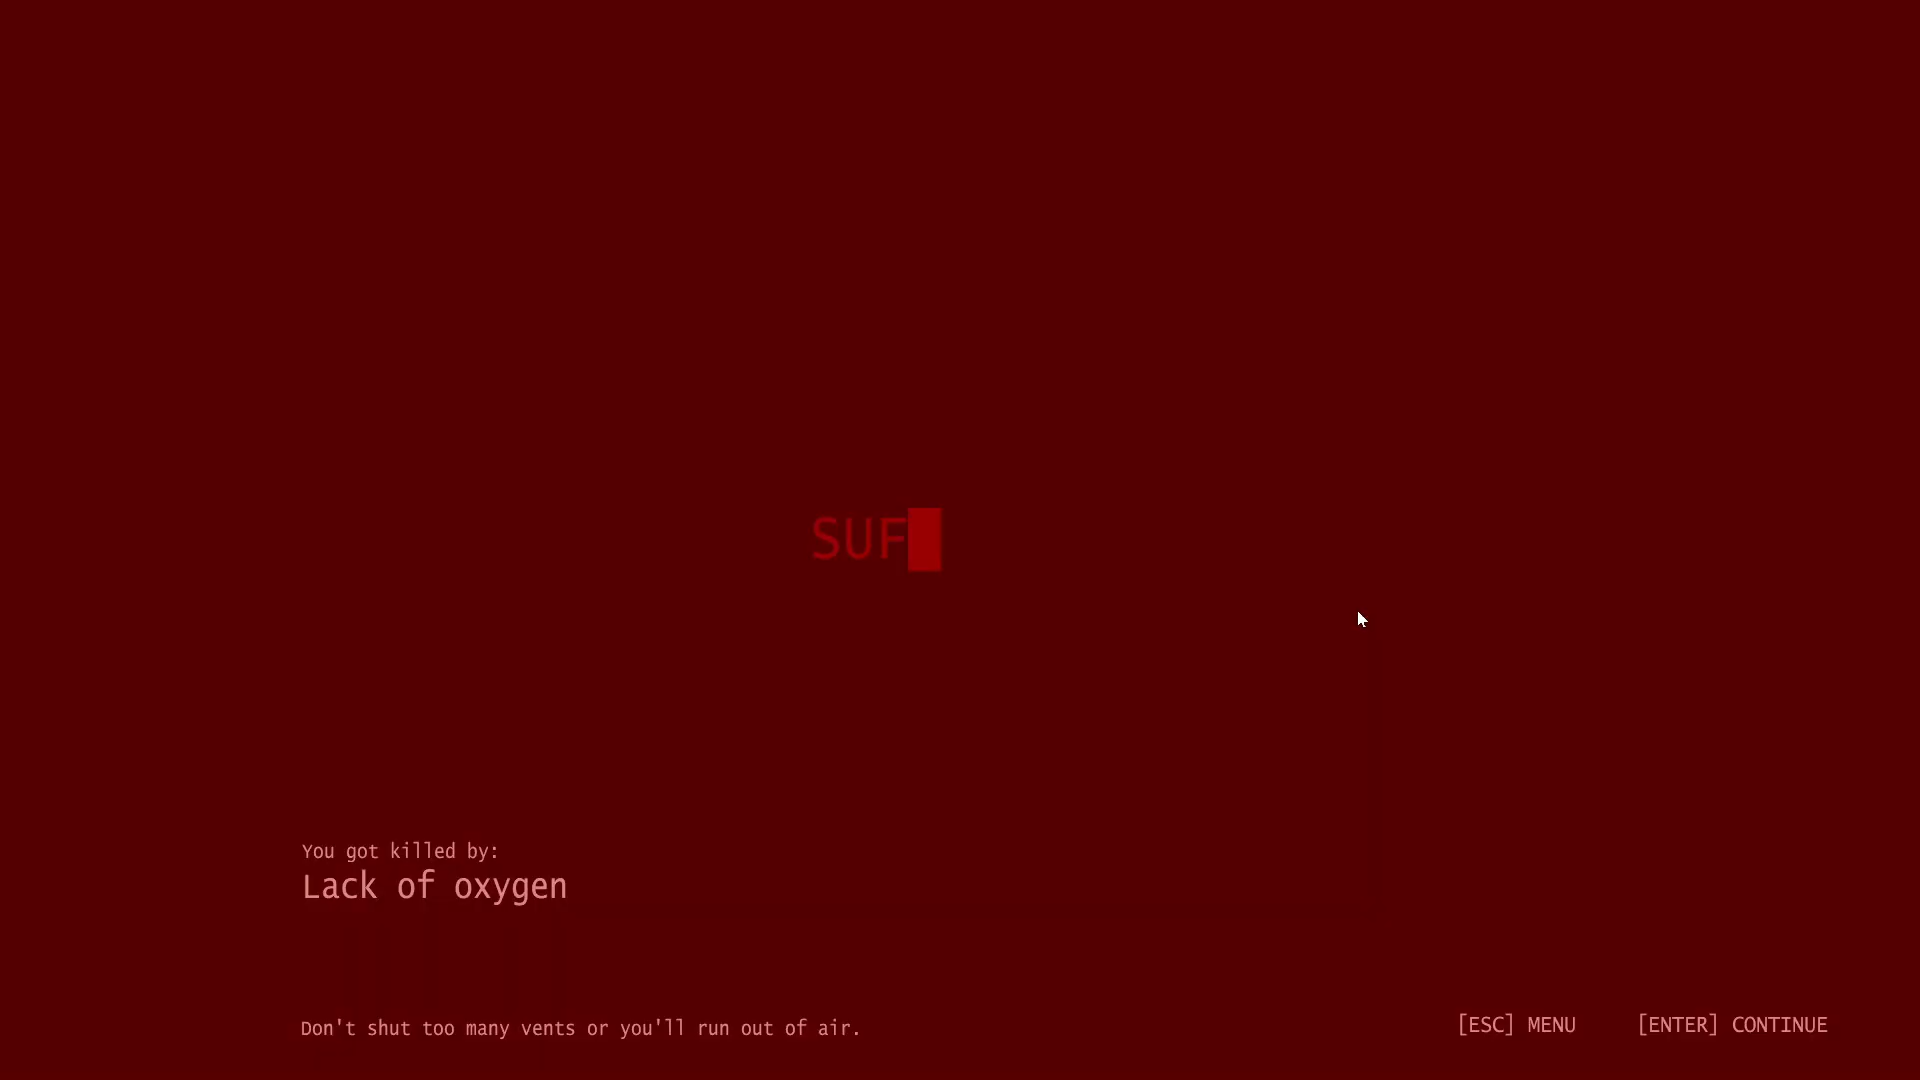 SUF
You got killed by:
Lack of oxygen
Don't shut too many vents or you'll run out of air.
[ESC] MENU [ENTER] CONTINUE